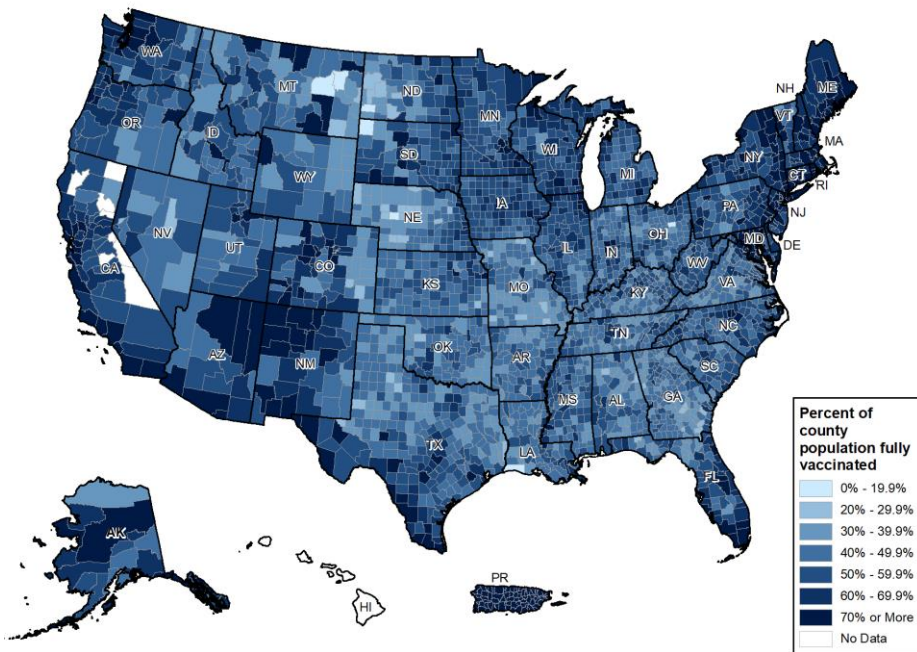 WA
MT
ND
MN
ME
NH
VT
OR
ID
SD
WI
MI
NY
MA
CT
RI
WY
IA
PA
NJ
NE
NV
UT
CO
IL
IN
OH
MD
DE
WV
CA
KS
MO
KY
VA
TN
NC
AZ
NM
OK
AR
SC
MS
AL
GA
TX
LA
FL
AK
HI
PR
Percent of
county
population fully
vaccinated
0% - 19.9%
20% - 29.9%
30% - 39.9%
40% - 49.9%
50% - 59.9%
60% - 69.9%
70% or More
No Data